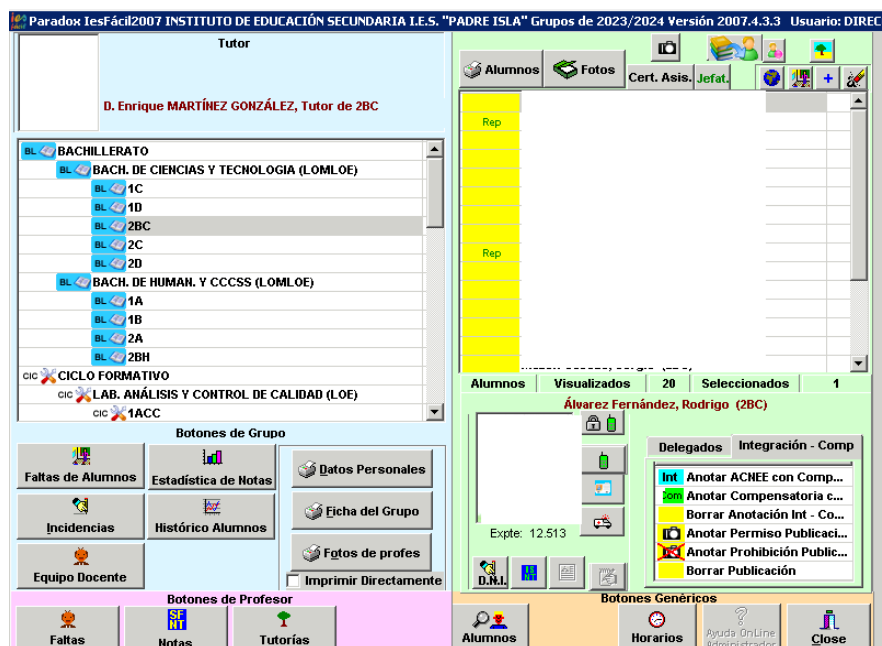 Paradox IesFácil2007 INSTITUTO DE EDUCACIÓN SECUNDARIA I.E.S. "PADRE ISLA" Grupos de 2023/2024 Versión 2007.4.3.3 Usuario: DIREC
Tutor
D. Enrique MARTÍNEZ GONZÁLEZ, Tutor de 2BC
BL BACHILLERATO
BL BACH. DE CIENCIAS Y TECNOLOGIA (LOMLOE)
BL 1C
BL 1D
BL 2BC
BL 2C
BL 2D
BL BACH. DE HUMAN. Y CCCSS (LOMLOE)
BL 1A
BL 1B
BL 2A
BL 2BH
CIC CICLO FORMATIVO
CIC LAB. ANÁLISIS Y CONTROL DE CALIDAD (LOE)
CIC 1ACC
Botones de Grupo
Faltas de Alumnos
Estadística de Notas
Datos Personales
Incidencias
Histórico Alumnos
Ficha del Grupo
Equipo Docente
Fotos de profes
Imprimir Directamente
Botones de Profesor
Faltas
SF
NT
Notas
Tutorías
Alumnos
Fotos
Cert. Asis.
Jefat.
+
Rep
Rep
Alumnos Visualizados 20 Seleccionados 1
Álvarez Fernández, Rodrigo (2BC)
Expte: 12.513
D.N.I.
Delegados
Integración - Comp
Int Anotar ACNEE con Comp...
Com Anotar Compensatoria c...
Borrar Anotación Int - Co...
Anotar Permiso Publicaci...
Anotar Prohibición Public...
Borrar Publicación
Botones Genéricos
Alumnos
Horarios
Ayuda OnLine
Administrador
Close